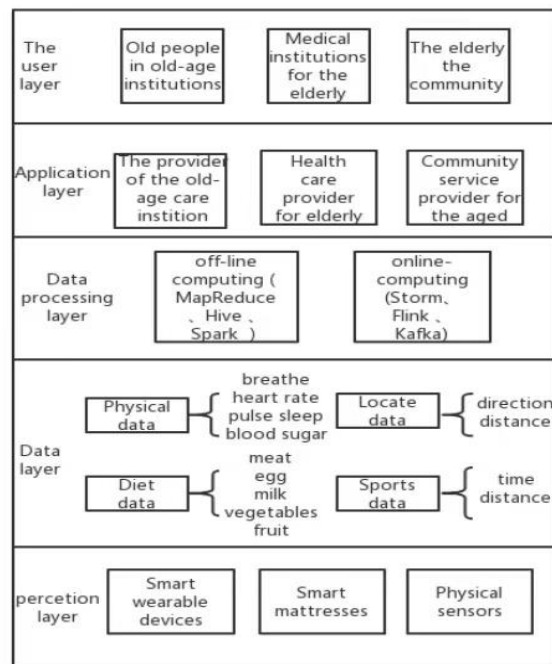 The
user
layer
Old people
in old-age
institutions
Medical
institutions
for the
elderly
The elderly
the
community
Application
layer
The provider
of the old-
age care
instition
Health
care
provider
for elderly
Community
service
provider for
the aged
Data
processing
layer
off-line
computing (
MapReduce
、Hive 、
Spark )
online-
computing
(Storm、
Flink 、
Kafka)
Data
layer
Physical
data
breathe
heart rate
pulse sleep
blood sugar
Locate
data
direction
distance
Diet
data
meat
egg
milk
vegetables
fruit
Sports
data
time
distance
percetion
layer
Smart
wearable
devices
Smart
mattresses
Physical
sensors